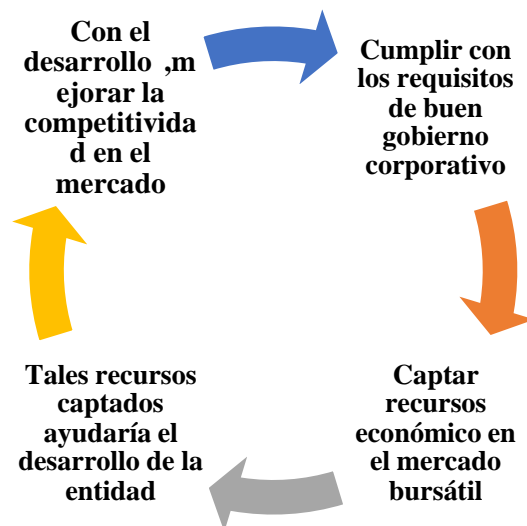 Con el
desarrollo ,m
ejorar la
competitivida
d en el
mercado
Cumplir con
los requisitos
de buen
gobierno
corporativo
Captar
recursos
económico en
el mercado
bursátil
Tales recursos
captados
ayudaría el
desarrollo de la
entidad